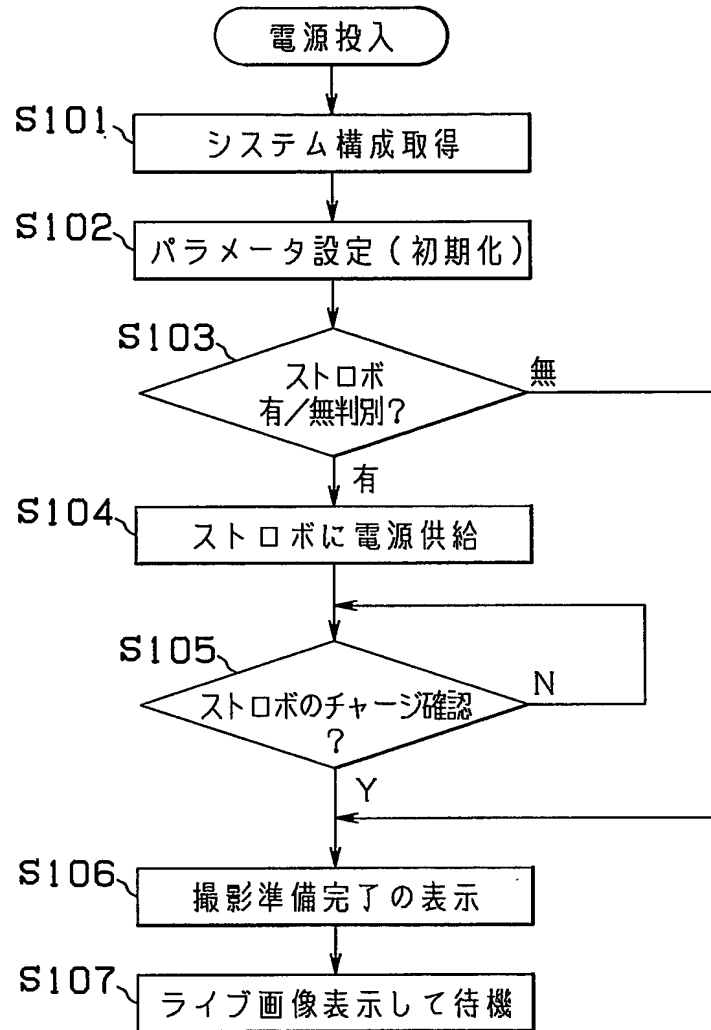 電源投入
S101
システム構成取得
S102
パラメータ設定(初期化)
S103
ストロボ
有/無判別?
無
有
S104
ストロボに電源供給
S105
ストロボのチャージ確認
?
N
Y
S106
撮影準備完了の表示
S107
ライブ画像表示して待機